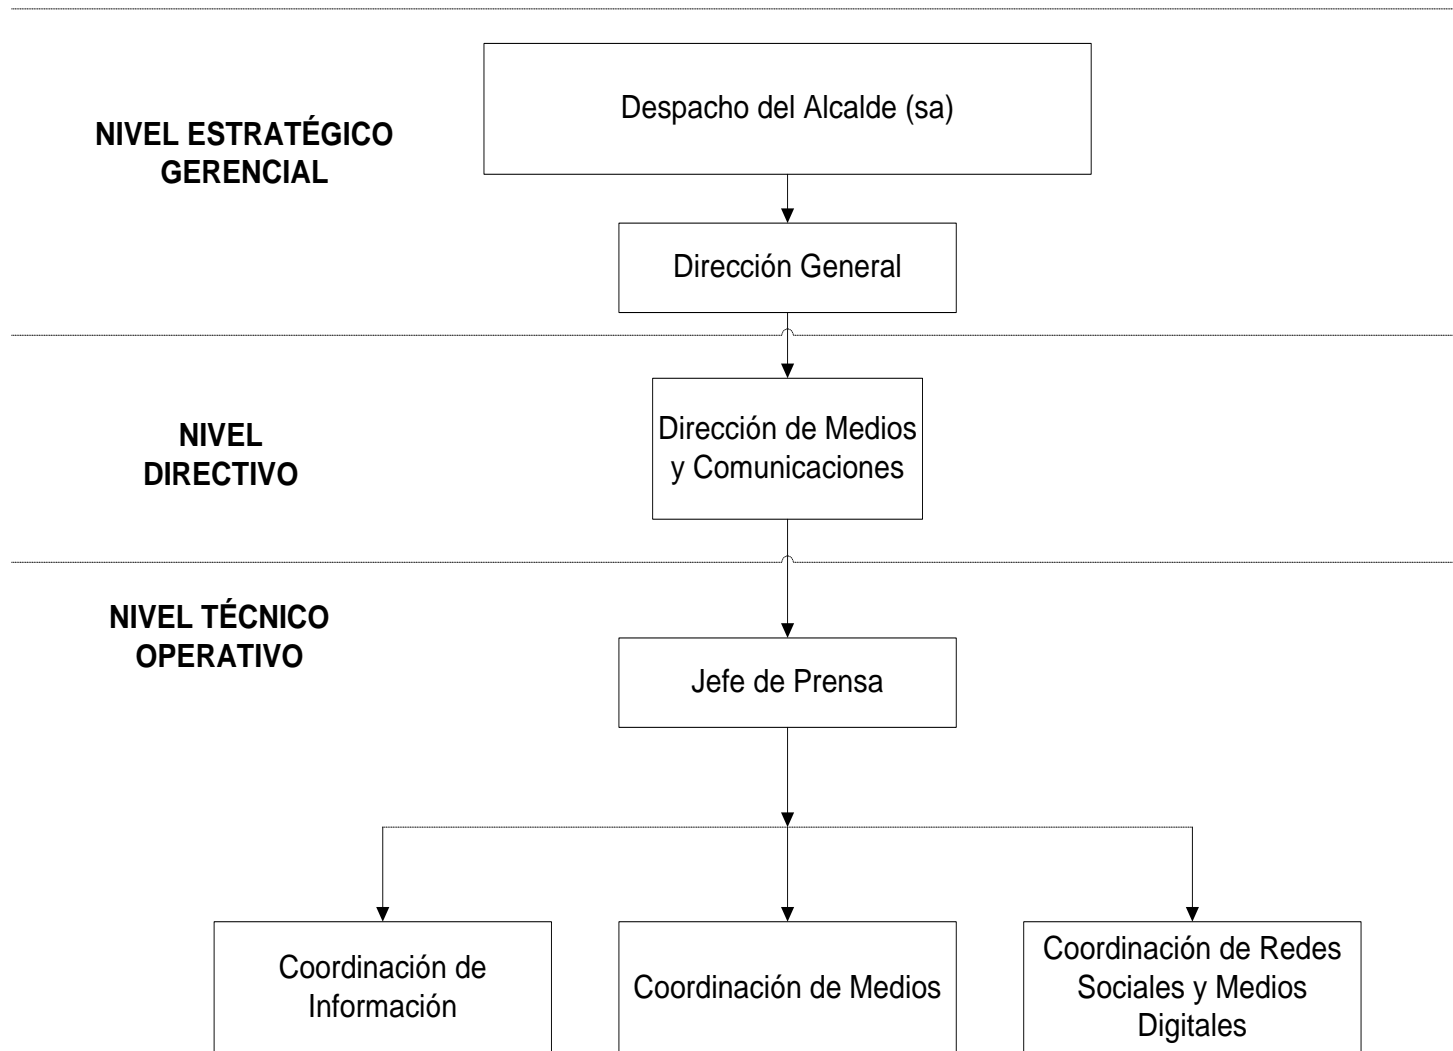 Despacho del Alcalde (sa)
NIVEL ESTRATÉGICO
GERENCIAL
Dirección General
NIVEL
DIRECTIVO
Dirección de Medios
y Comunicaciones
NIVEL TÉCNICO
OPERATIVO
Jefe de Prensa
Coordinación de
Información
Coordinación de Medios
Coordinación de Redes
Sociales y Medios
Digitales